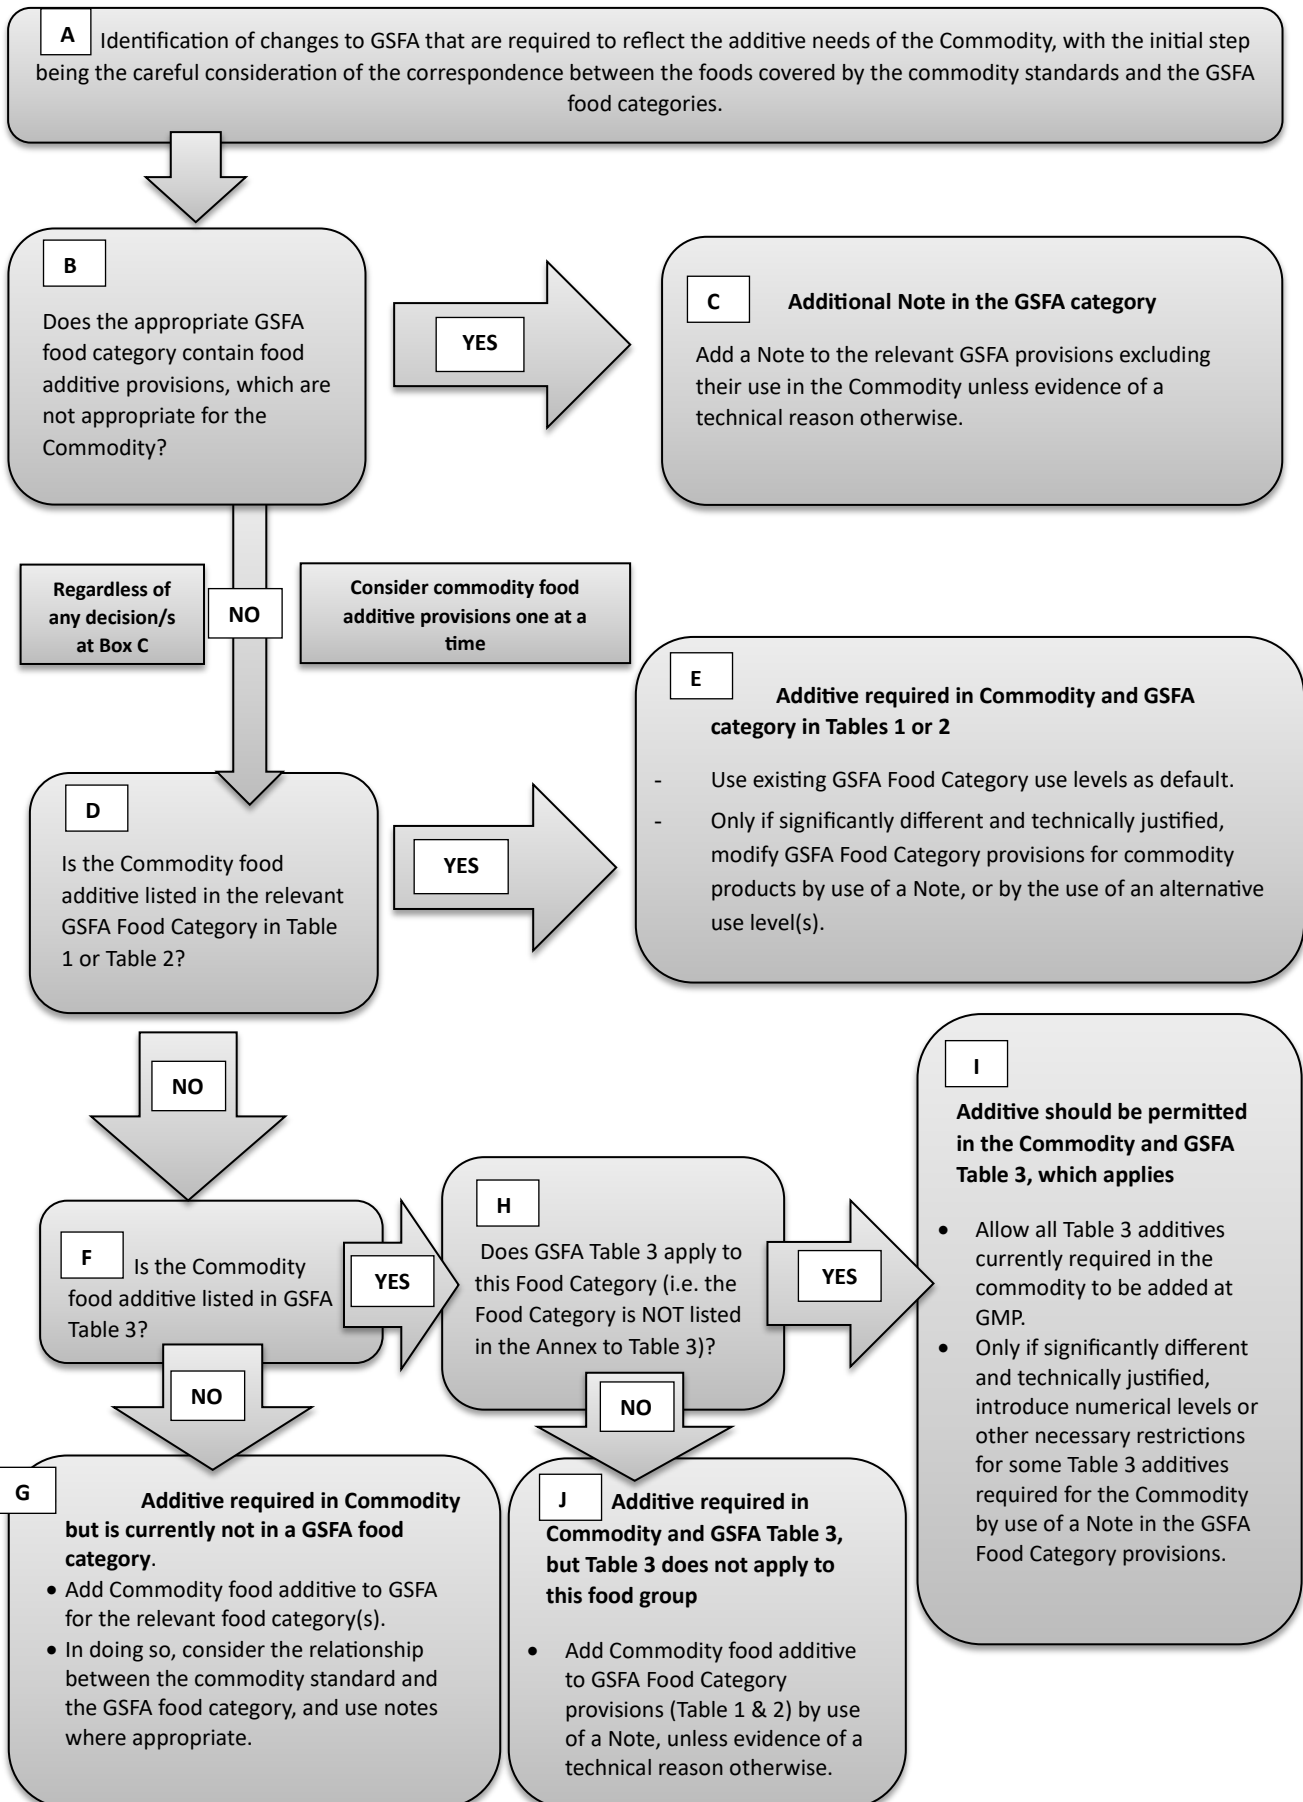 A
Identification of changes to GSFA that are required to reflect the additive needs of the Commodity, with the initial step
being the careful consideration of the correspondence between the foods covered by the commodity standards and the GSFA
food categories.
B
Does the appropriate GSFA
food category contain food
additive provisions, which are
not appropriate for the
Commodity?
YES
C
Additional Note in the GSFA category
Add a Note to the relevant GSFA provisions excluding
their use in the Commodity unless evidence of a
technical reason otherwise.
Regardless of
any decision/s
at Box C
NO
Consider commodity food
additive provisions one at a
time
D
Is the Commodity food
additive listed in the relevant
GSFA Food Category in Table
1 or Table 2?
YES
E
Additive required in Commodity and GSFA
category in Tables 1 or 2
- Use existing GSFA Food Category use levels as default.
- Only if significantly different and technically justified,
modify GSFA Food Category provisions for commodity
products by use of a Note, or by the use of an alternative
use level(s).
NO
F
Is the Commodity
food additive listed in GSFA
Table 3?
YES
H
Does GSFA Table 3 apply to
this Food Category (i.e. the
Food Category is NOT listed
in the Annex to Table 3)?
YES
I
Additive should be permitted
in the Commodity and GSFA
Table 3, which applies
• Allow all Table 3 additives
currently required in the
commodity to be added at
GMP.
• Only if significantly different
and technically justified,
introduce numerical levels or
other necessary restrictions
for some Table 3 additives
required for the Commodity
by use of a Note in the GSFA
Food Category provisions.
NO
G
Additive required in Commodity
but is currently not in a GSFA food
category.
• Add Commodity food additive to GSFA
for the relevant food category(s).
• In doing so, consider the relationship
between the commodity standard and
the GSFA food category, and use notes
where appropriate.
NO
J
Additive required in
Commodity and GSFA Table 3,
but Table 3 does not apply to
this food group
• Add Commodity food additive
to GSFA Food Category
provisions (Table 1 & 2) by use
of a Note, unless evidence of a
technical reason otherwise.